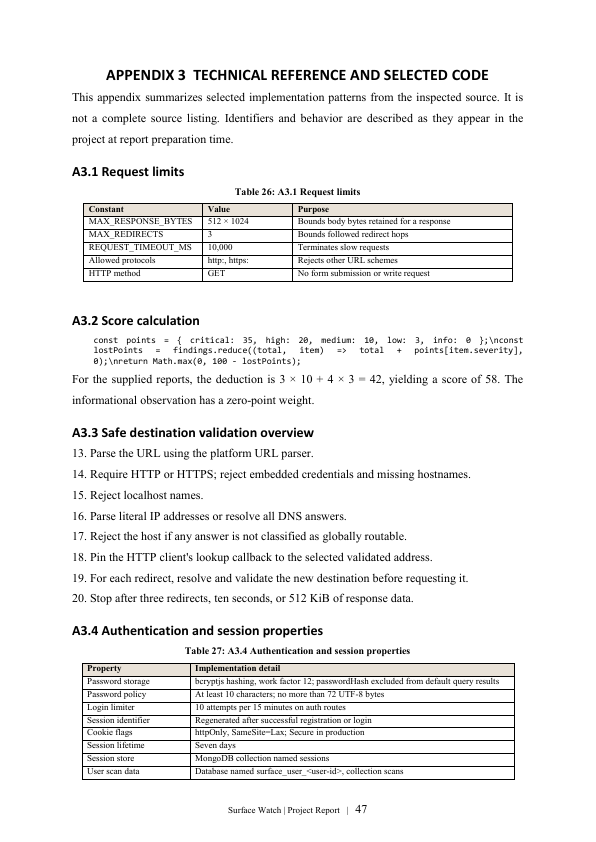 APPENDIX 3 TECHNICAL REFERENCE AND SELECTED CODE
This appendix summarizes selected implementation patterns from the inspected source. It is
not a complete source listing. Identifiers and behavior are described as they appear in the
project at report preparation time.
A3.1 Request limits
Table 26: A3.1 Request limits
Constant Value Purpose
MAX_RESPONSE_BYTES 512 × 1024 Bounds body bytes retained for a response
MAX_REDIRECTS 3 Bounds followed redirect hops
REQUEST_TIMEOUT_MS 10,000 Terminates slow requests
Allowed protocols http:, https: Rejects other URL schemes
HTTP method GET No form submission or write request
A3.2 Score calculation
const points = { critical: 35, high: 20, medium: 10, low: 3, info: 0 };\nconst
lostPoints = findings.reduce((total, item) => total + points[item.severity],
0);\nreturn Math.max(0, 100 - lostPoints);
For the supplied reports, the deduction is 3 × 10 + 4 × 3 = 42, yielding a score of 58. The
informational observation has a zero-point weight.
A3.3 Safe destination validation overview
13. Parse the URL using the platform URL parser.
14. Require HTTP or HTTPS; reject embedded credentials and missing hostnames.
15. Reject localhost names.
16. Parse literal IP addresses or resolve all DNS answers.
17. Reject the host if any answer is not classified as globally routable.
18. Pin the HTTP client's lookup callback to the selected validated address.
19. For each redirect, resolve and validate the new destination before requesting it.
20. Stop after three redirects, ten seconds, or 512 KiB of response data.
A3.4 Authentication and session properties
Table 27: A3.4 Authentication and session properties
Property Implementation detail
Password storage bcryptjs hashing, work factor 12; passwordHash excluded from default query results
Password policy At least 10 characters; no more than 72 UTF-8 bytes
Login limiter 10 attempts per 15 minutes on auth routes
Session identifier Regenerated after successful registration or login
Cookie flags httpOnly, SameSite=Lax; Secure in production
Session lifetime Seven days
Session store MongoDB collection named sessions
User scan data Database named surface_user_<user-id>, collection scans
Surface Watch | Project Report | 47